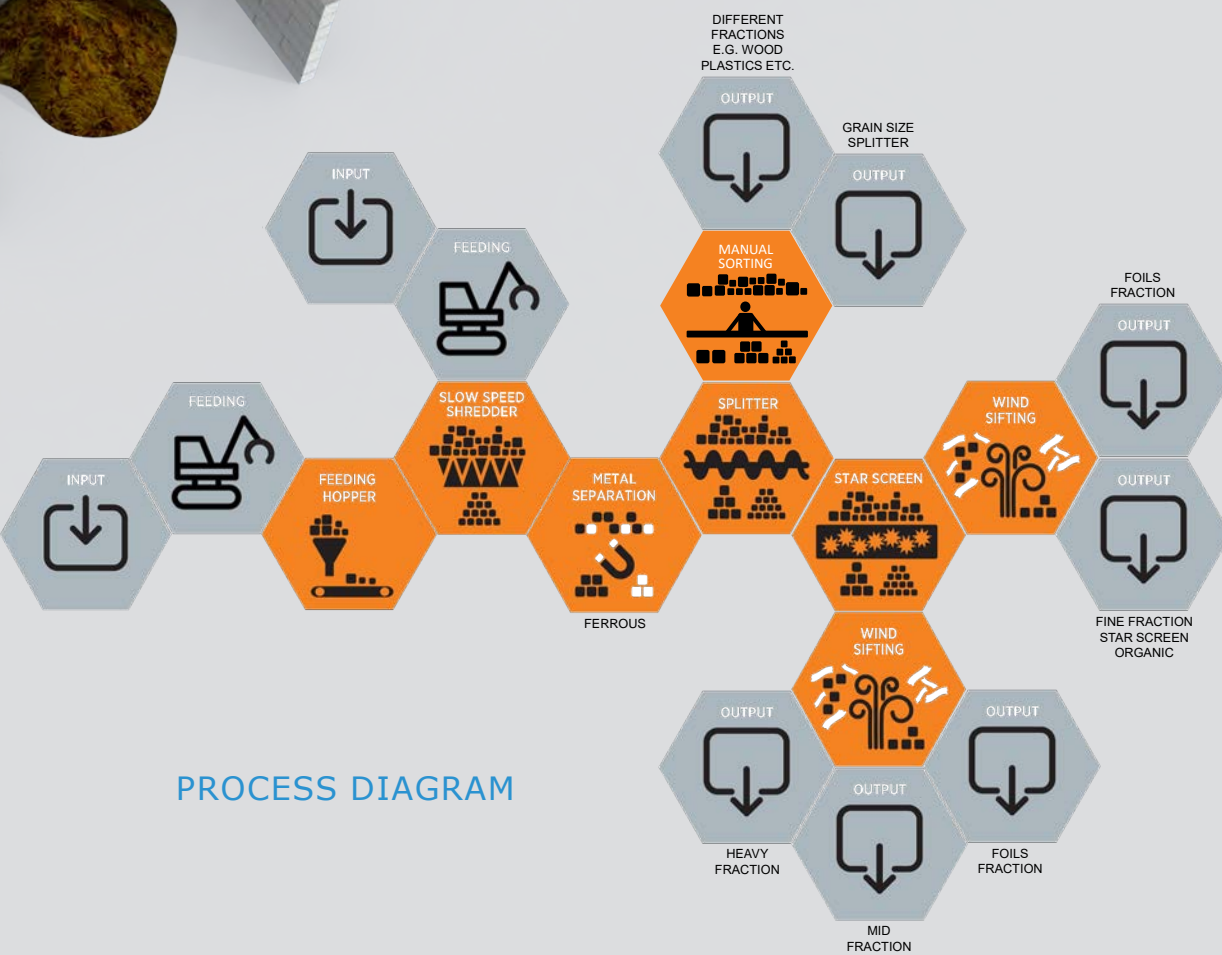 DIFFERENT
FRACTIONS
E.G. WOOD
PLASTICS ETC.
OUTPUT
GRAIN SIZE
SPLITTER
OUTPUT
INPUT
FEEDING
MANUAL
SORTING
FOILS
FRACTION
OUTPUT
FEEDING
SLOW SPEED
SHREDDER
SPLITTER
WIND
SIFTING
INPUT
FEEDING
HOPPER
METAL
SEPARATION
STAR SCREEN
OUTPUT
FERROUS
FINE FRACTION
STAR SCREEN
ORGANIC
WIND
SIFTING
OUTPUT
OUTPUT
OUTPUT
PROCESS DIAGRAM
HEAVY
FRACTION
FOILS
FRACTION
MID
FRACTION